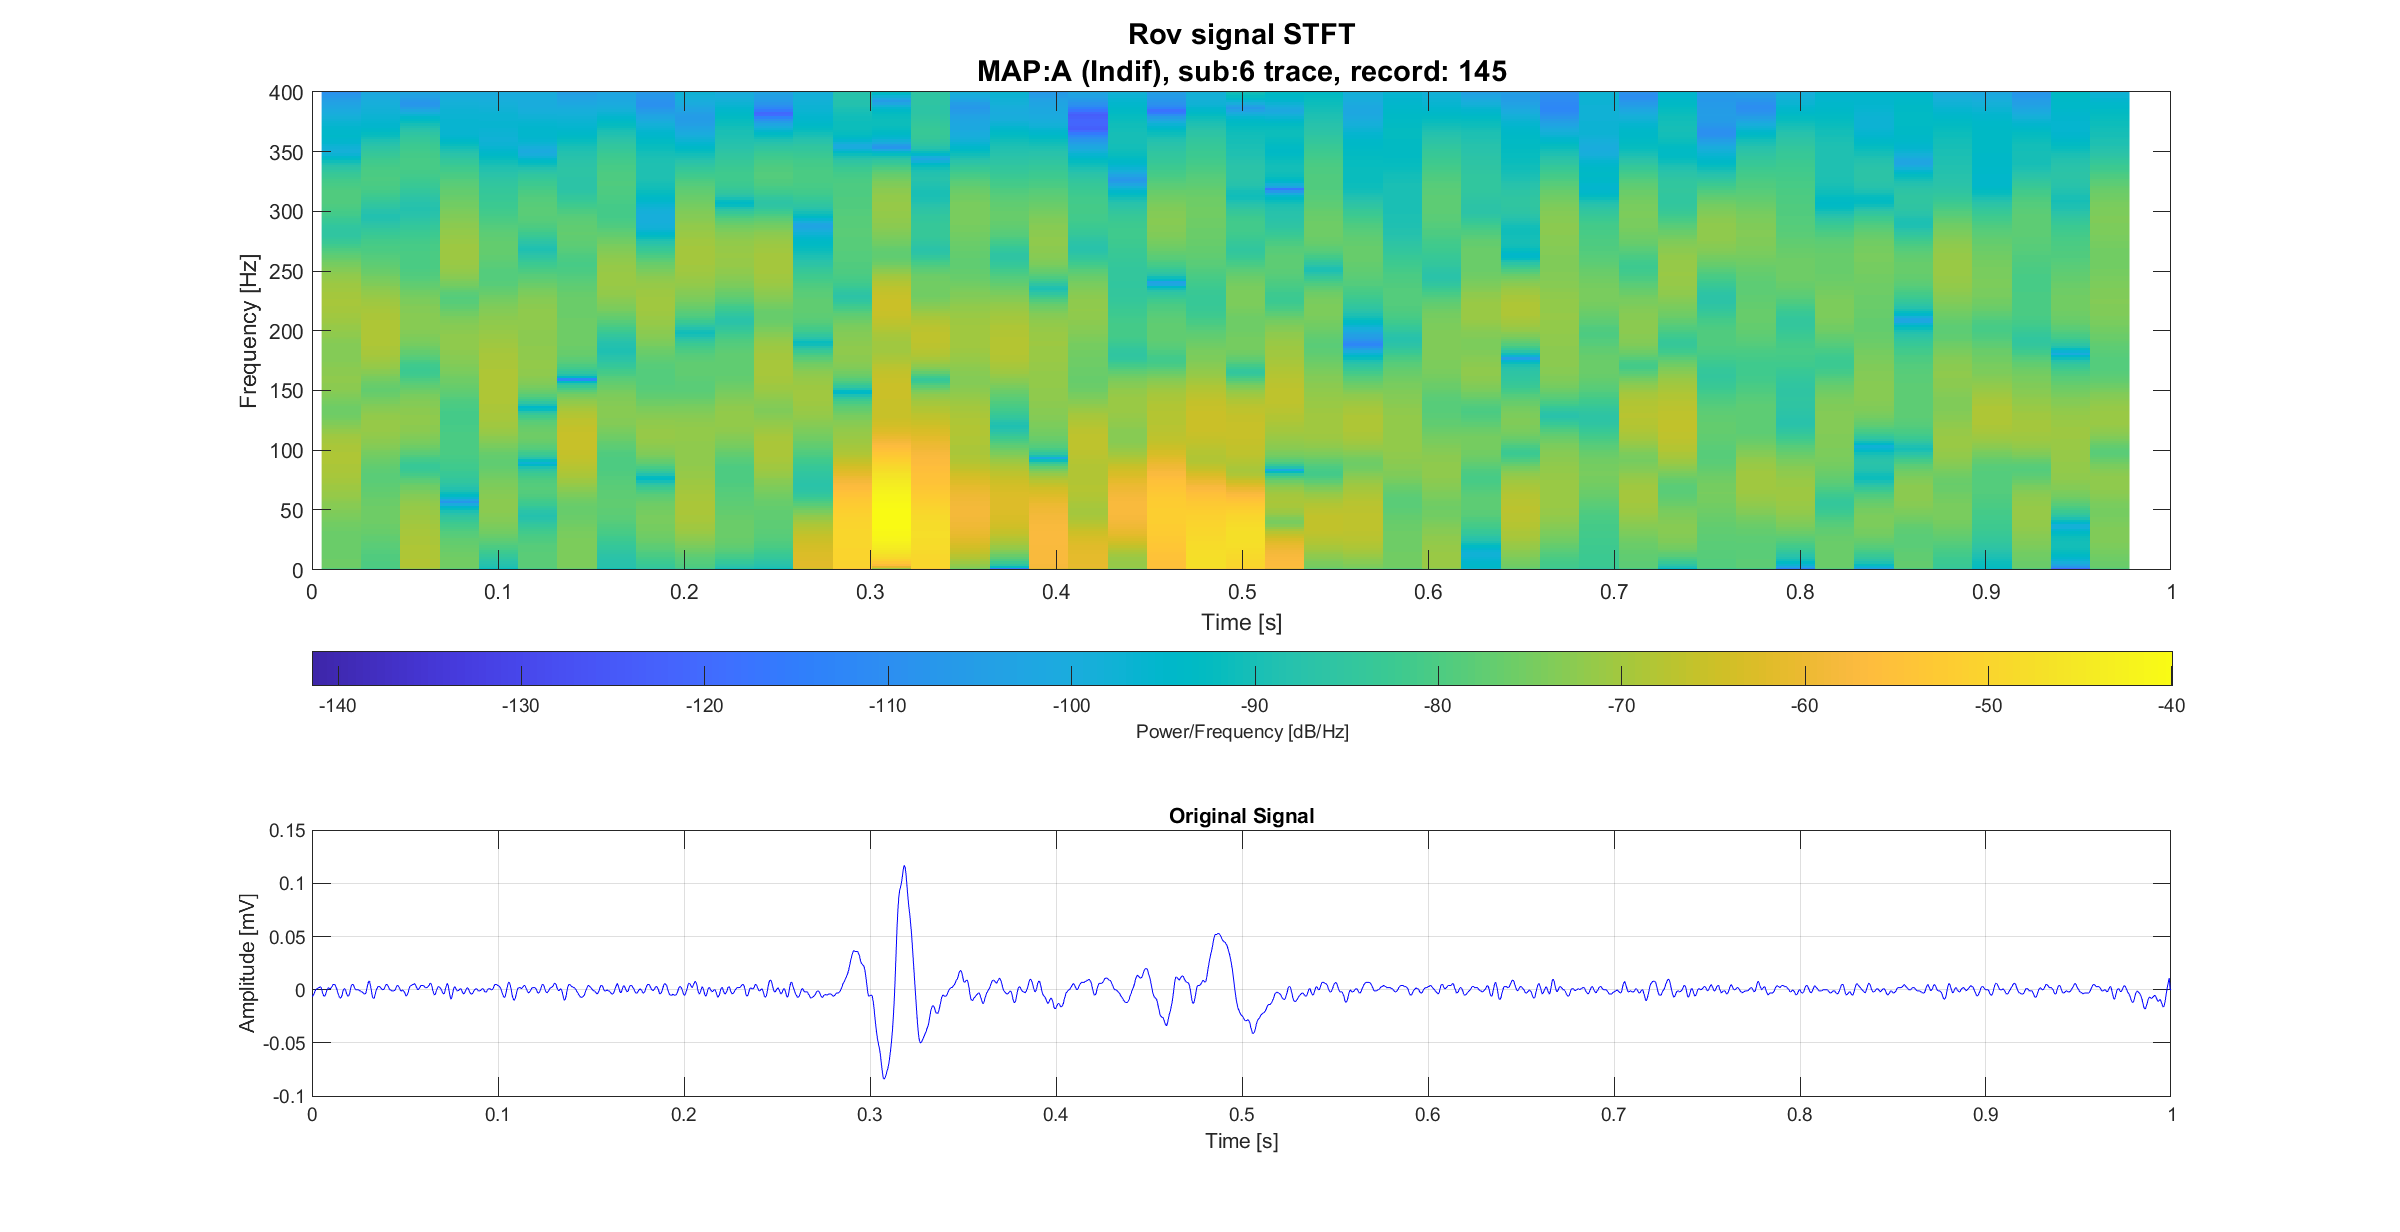 Rov signal STFT
MAP:A (Indif), sub:6 trace, record: 145
400
350
300
250
200
150
100
50
0
Frequency [Hz]
0 0.1 0.2 0.3 0.4 0.5 0.6 0.7 0.8 0.9 1
Time [s]
-140 -130 -120 -110 -100 -90 -80 -70 -60 -50 -40
Power/Frequency [dB/Hz]
Original Signal
0.15
0.1
0.05
0
-0.05
-0.1
Amplitude [mV]
0 0.1 0.2 0.3 0.4 0.5 0.6 0.7 0.8 0.9 1
Time [s]